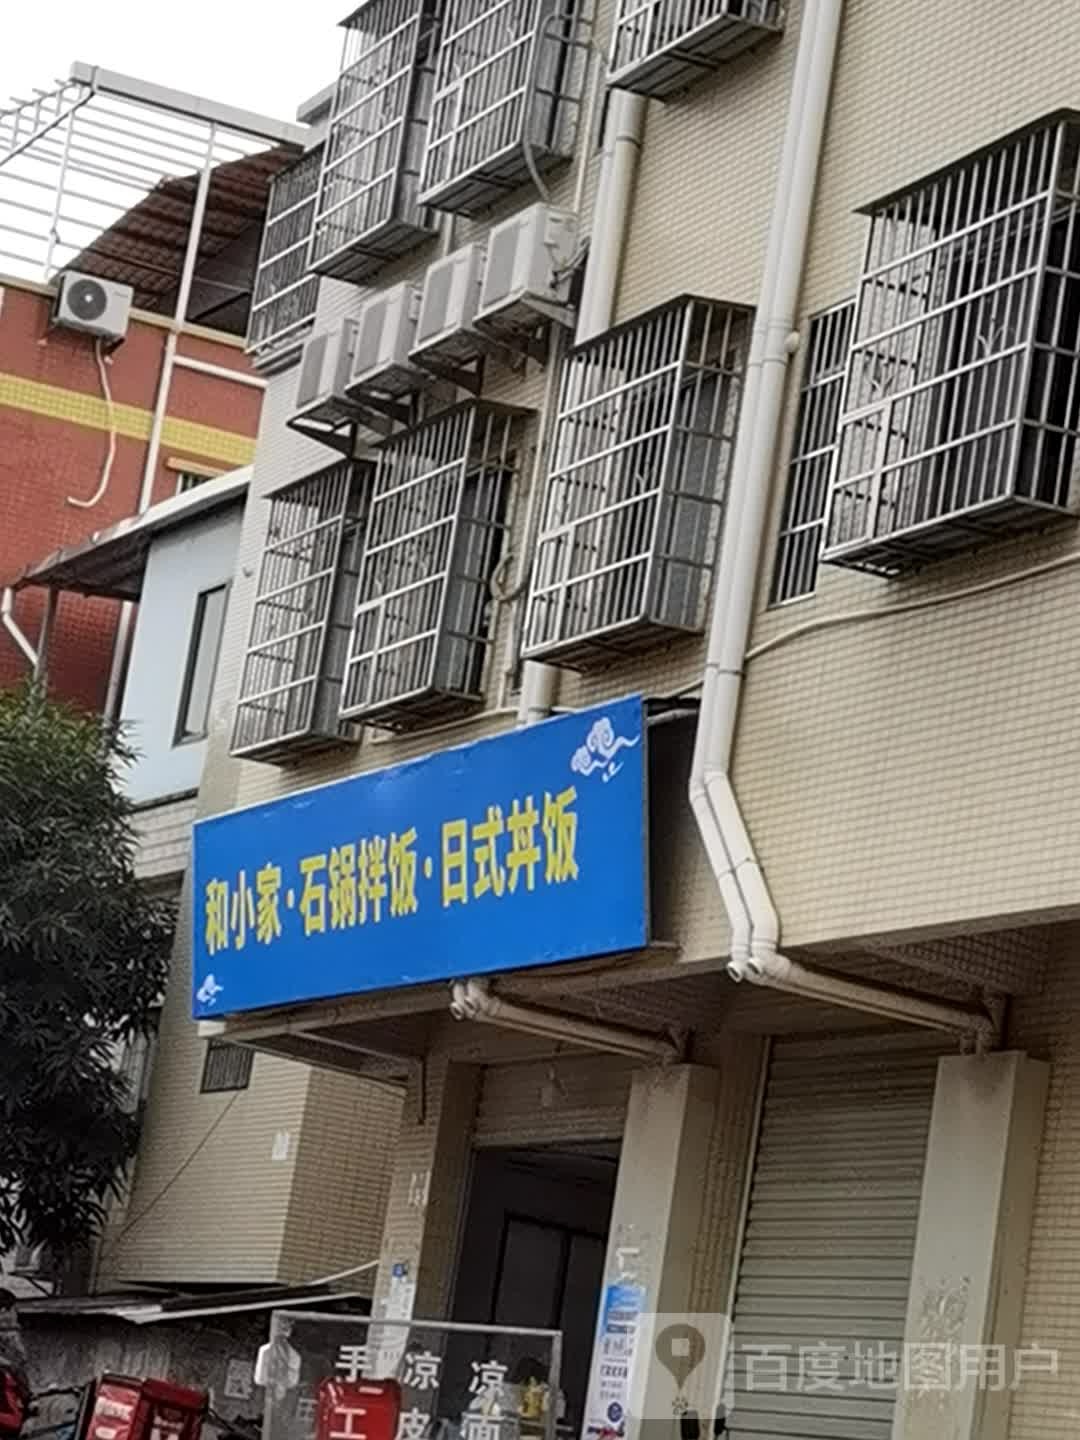 和小家·石锅拌饭·日式丼饭
手 凉 凉
工 皮 面
百度地图用户